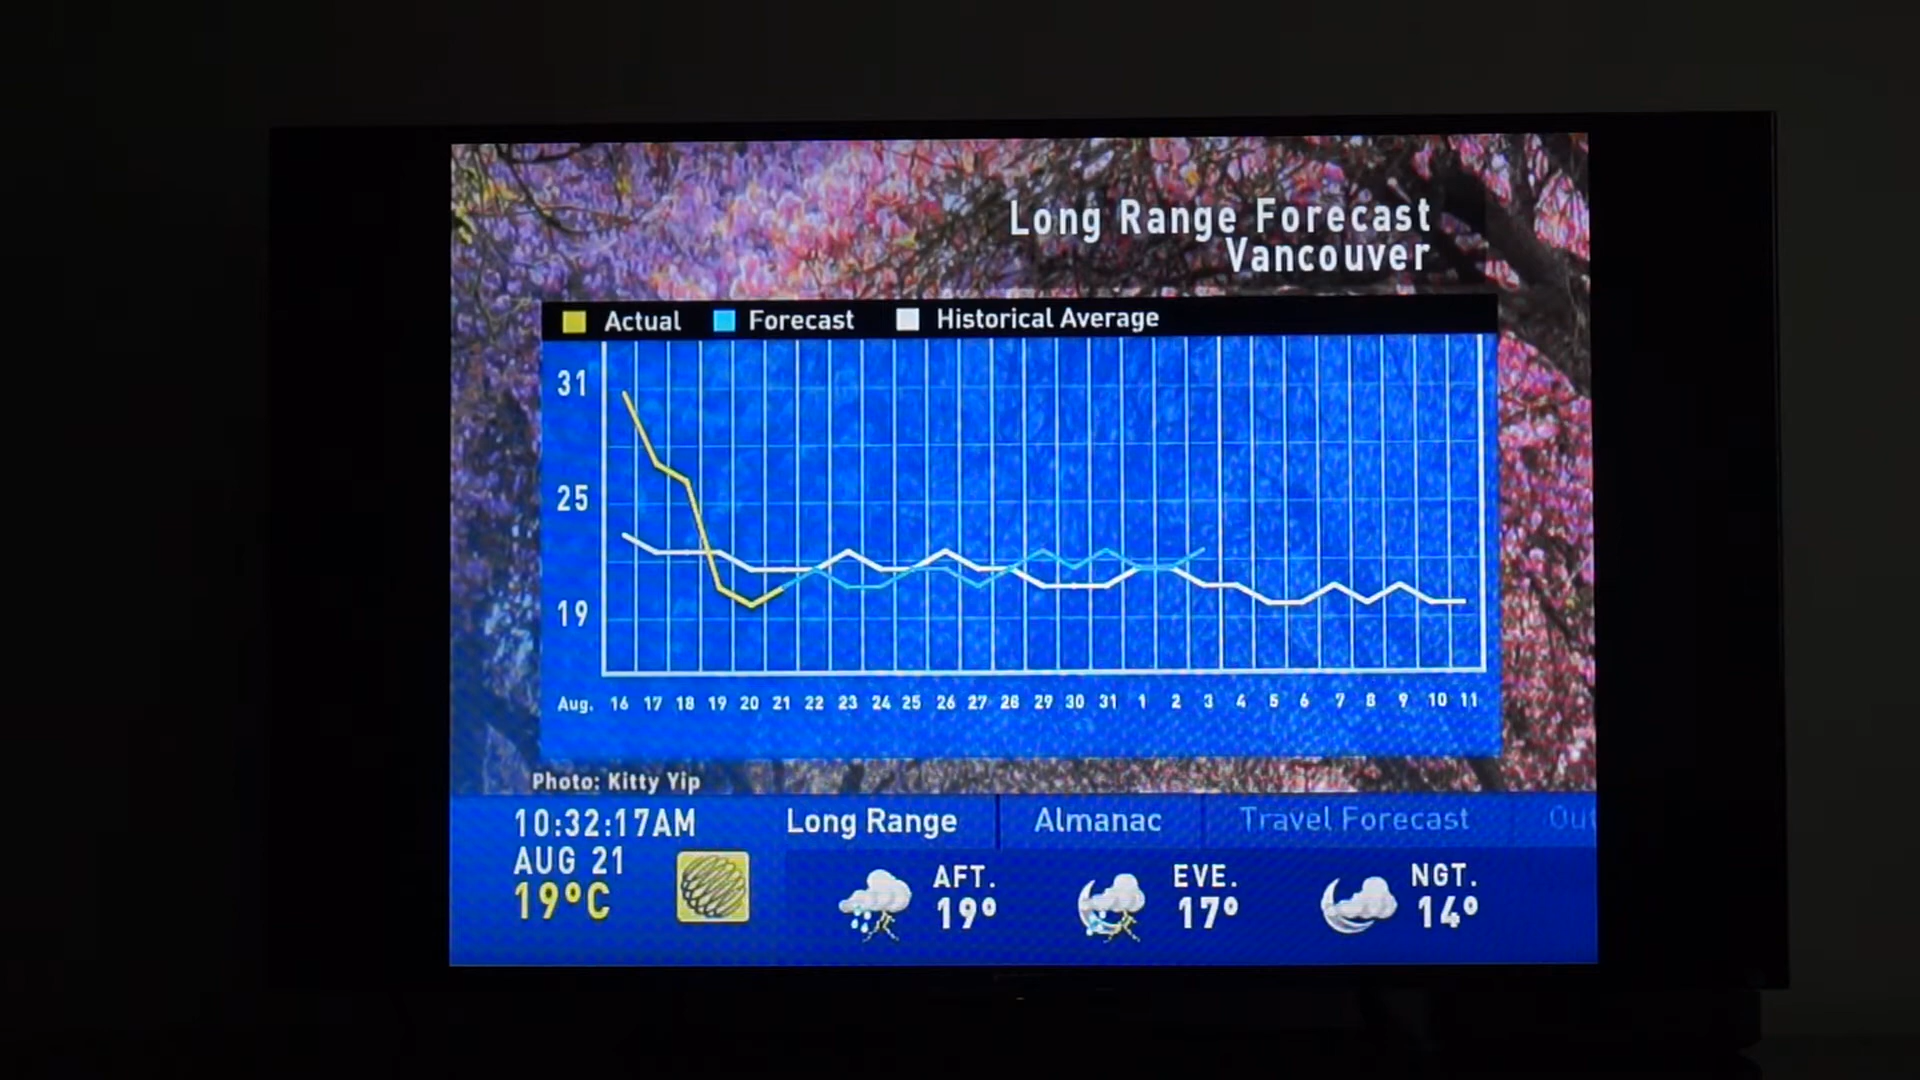 Long Range Forecast
Vancouver
Actual Forecast Historical Average
31
25
19
Aug. 16 17 18 19 20 21 22 23 24 25 26 27 28 29 30 31 1 2 3 4 5 6 7 8 9 10 11
Photo: Kitty Yip
10:32:17AM
AUG 21
19°C
Long Range Almanac Travel Forecast
AFT.
19°
EVE.
17°
NGT.
14°